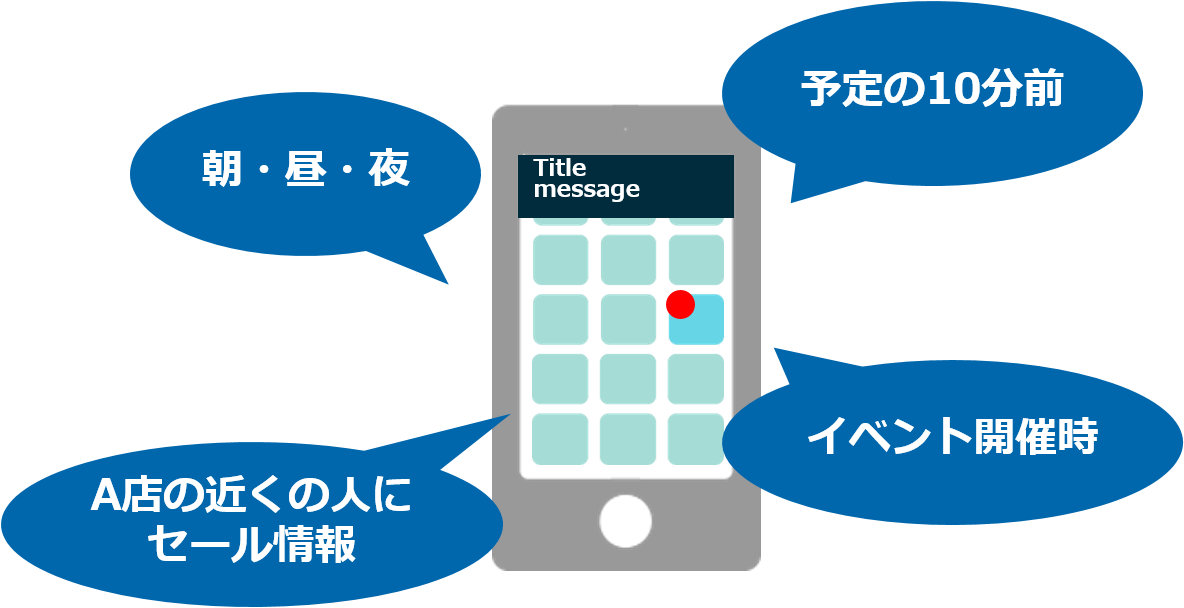 予定の10分前
朝・昼・夜
Title
message
イベント開催時
A店の近くの人に
セール情報